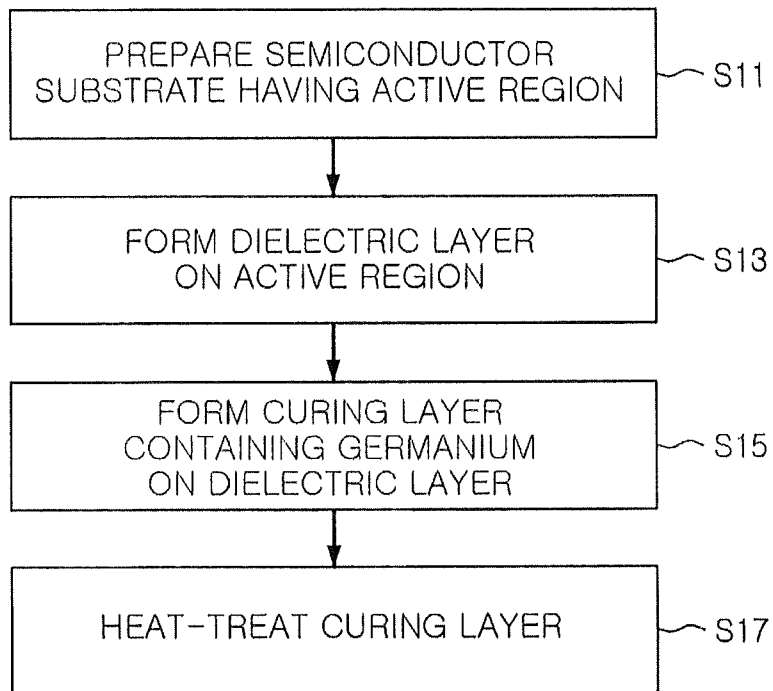 PREPARE SEMICONDUCTOR
SUBSTRATE HAVING ACTIVE REGION
S11
FORM DIELECTRIC LAYER
ON ACTIVE REGION
S13
FORM CURING LAYER
CONTAINING GERMANIUM
ON DIELECTRIC LAYER
S15
HEAT-TREAT CURING LAYER
S17